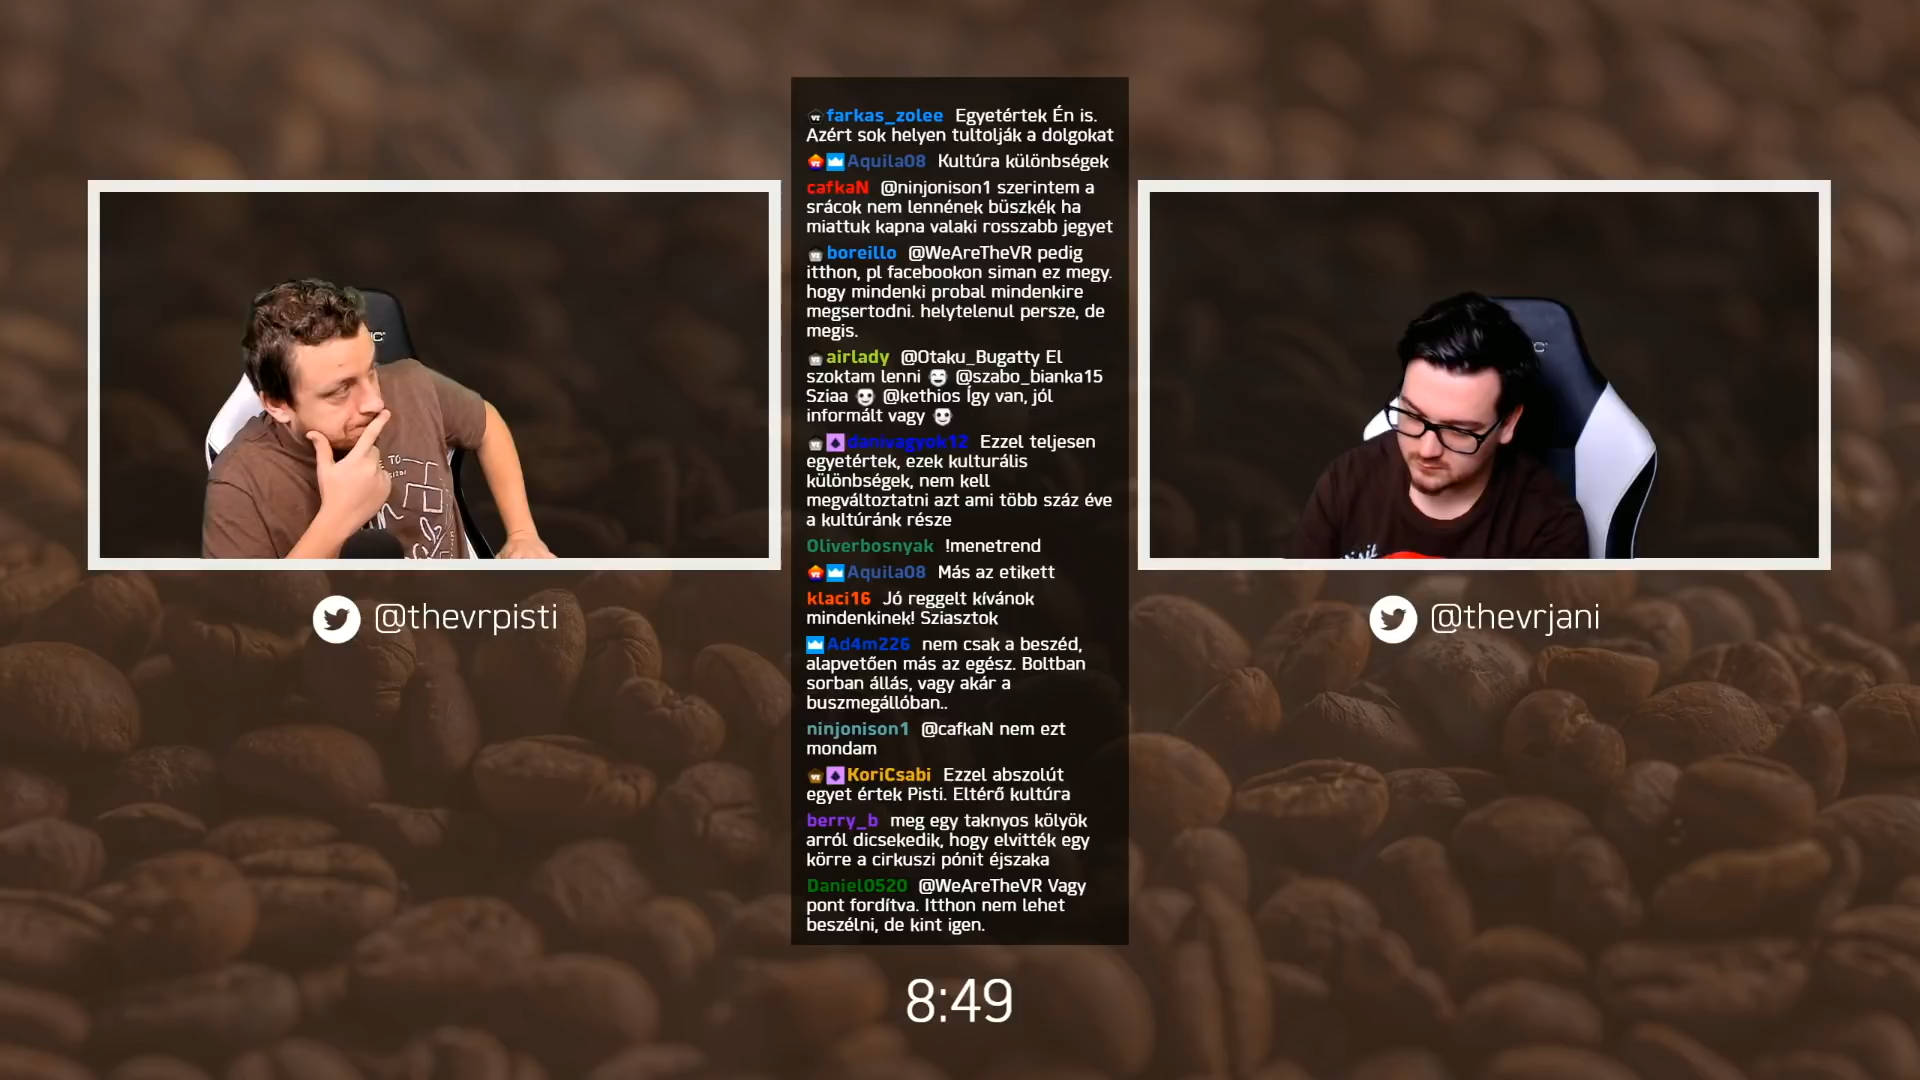 farkas_zolee Egyetértek Én is.
Azért sok helyen tultolják a dolgokat
Aquila08 Kultúra különbségek
cafkaN @ninjonison1 szerintem a
srácok nem lennének büszkék ha
miattuk kapna valaki rosszabb jegyet
boreillo @WeAreTheVR pedig
itthon, pl facebookon siman ez megy.
hogy mindenki probal mindenkire
megsertodni. helytelenul persze, de
megis.
airlady @Otaku_Bugatty El
szoktam lenni @szabo_bianka15
Sziaa @kethios Így van, jól
informált vagy
danivagyok12 Ezzel teljesen
egyetértek, ezek kulturális
különbségek, nem kell
megváltoztatni azt ami több száz éve
a kultúránk része
Oliverbosnyak !menetrend
Aquila08 Más az etikett
klaci16 Jó reggelt kívánok
mindenkinek! Sziasztok
Ad4m226 nem csak a beszéd,
alapvetően más az egész. Boltban
sorban állás, vagy akár a
buszmegállóban..
ninjonison1 @cafkaN nem ezt
mondam
KoriCsabi Ezzel abszolút
egyet értek Pisti. Eltérő kultúra
berry_b meg egy taknyos kölyök
arról dicsekedik, hogy elvitték egy
körre a cirkuszi pónit éjszaka
Daniel0520 @WeAreTheVR Vagy
pont fordítva. Itthon nem lehet
beszélni, de kint igen.
@thevrpisti
@thevrjani
8:49